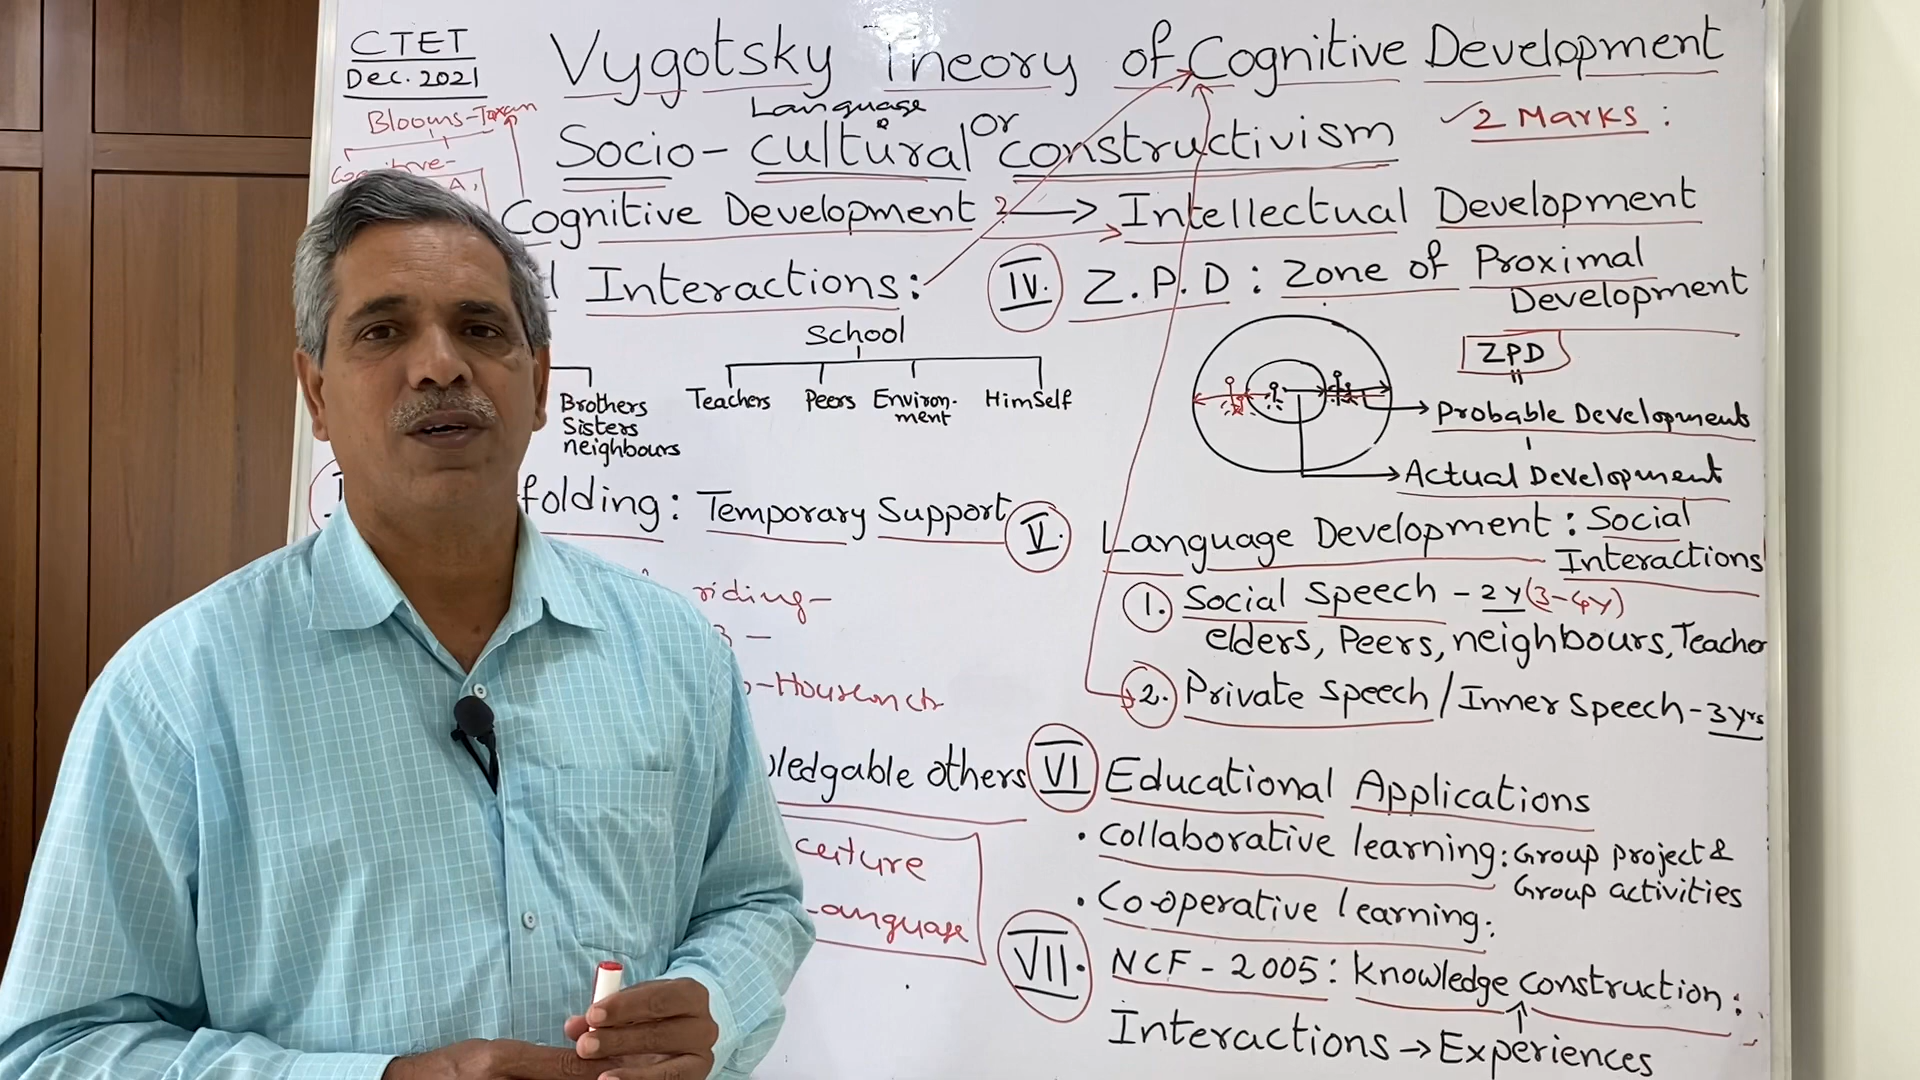 CTET
Dec. 2021
Vygotsky Theory of Cognitive Development
Language
&
Socio-cultural or constructivism
✓2 Marks:
Blooms-Taxon
A,
Cognitive Development ? → Intellectual Development
Interactions:
School
Brothers
Sisters
neighbours
Teachers
Peers
Environ-
ment
Himself
folding: Temporary Support
riding-
3 -
ledgable others
Language
IV. Z.P.D: Zone of Proximal
Development
ZPD
Probable Development
Actual Development
V. Language Development: Social
Interactions
1. Social speech - 2y (3-4y)
elders, Peers, neighbours, Teacher
2. Private speech / Inner speech - 3yrs
VI Educational Applications
• Collaborative learning: Group project &
Group activities
• Co-operative learning:
VII. NCF-2005: Knowledge construction:
Interactions → Experiences